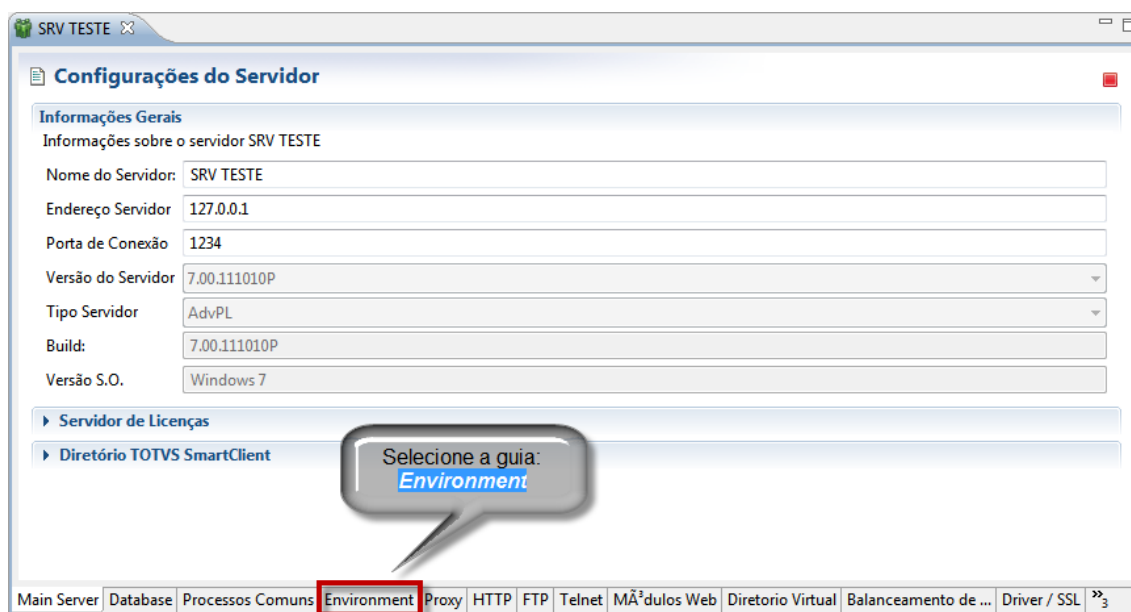 SRV TESTE
Configurações do Servidor
Informações Gerais
Informações sobre o servidor SRV TESTE
Nome do Servidor: SRV TESTE
Endereço Servidor 127.0.0.1
Porta de Conexão 1234
Versão do Servidor 7.00.111010P
Tipo Servidor AdvPL
Build: 7.00.111010P
Versão S.O. Windows 7
Servidor de Licenças
Diretório TOTVS SmartClient
Selecione a guia:
Environment
Main Server Database Processos Comuns Environment Proxy HTTP FTP Telnet MÃ³dulos Web Diretorio Virtual Balanceamento de ... Driver / SSL »3